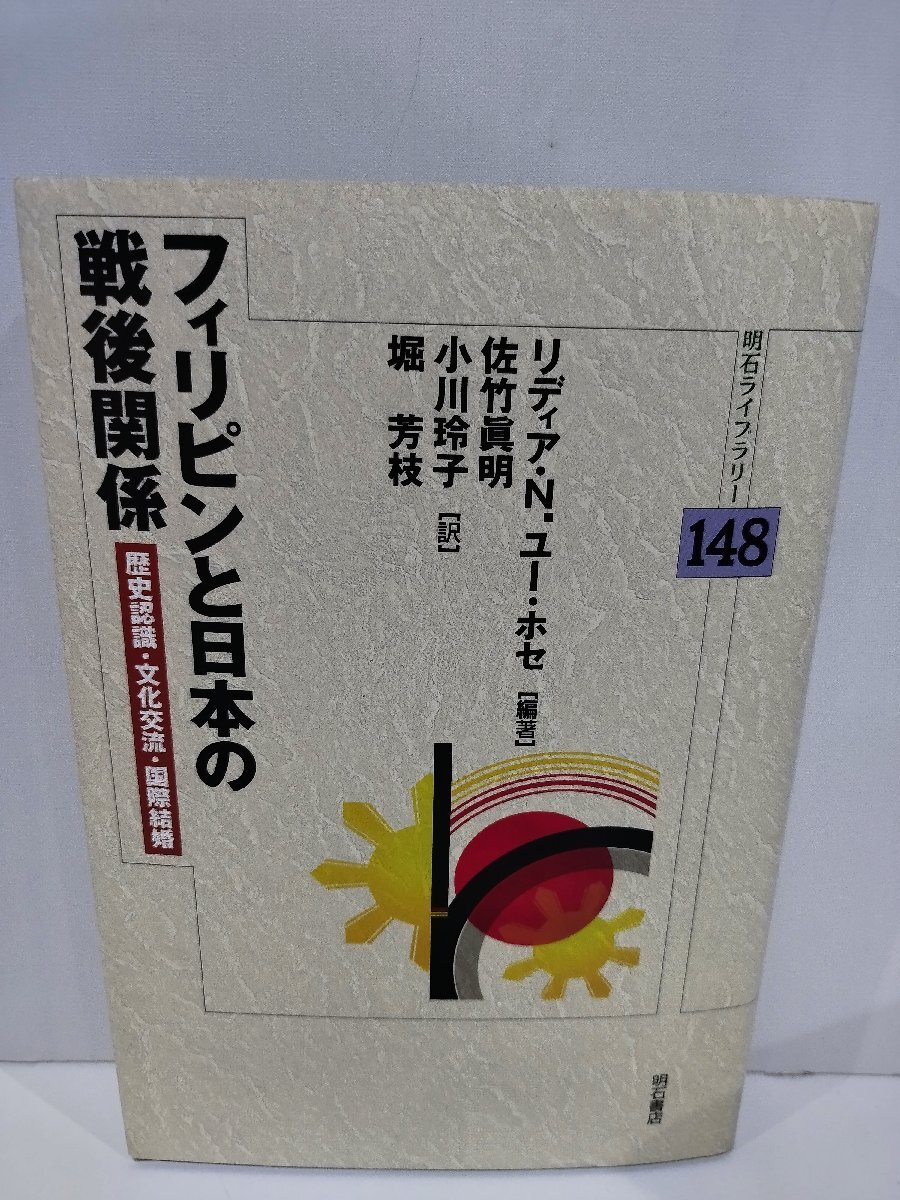 明石ライブラリー
148
リディア・N・ユー・ホセ［編著］
佐竹眞明
小川玲子［訳］
堀　芳枝
フィリピンと日本の
戦後関係
歴史認識・文化交流・国際結婚
明石書店